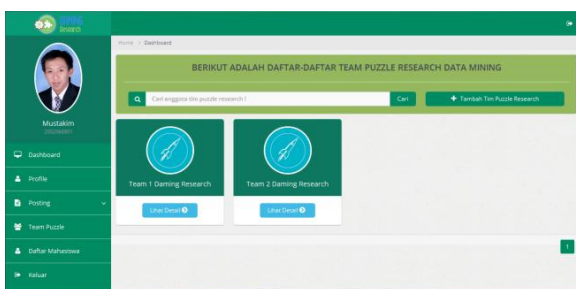 DAMING
Research
Home > Dashboard
BERIKUT ADALAH DAFTAR-DAFTAR TEAM PUZZLE RESEARCH DATA MINING
Cari anggota tim puzzle research !
Cari
Tambah Tim Puzzle Research
Mustakim
Dashboard
Profile
Posting
Team Puzzle
Daftar Mahasiswa
Keluar
Team 1 Daming Research
Team 2 Daming Research
Lihat Detail
Lihat Detail
1